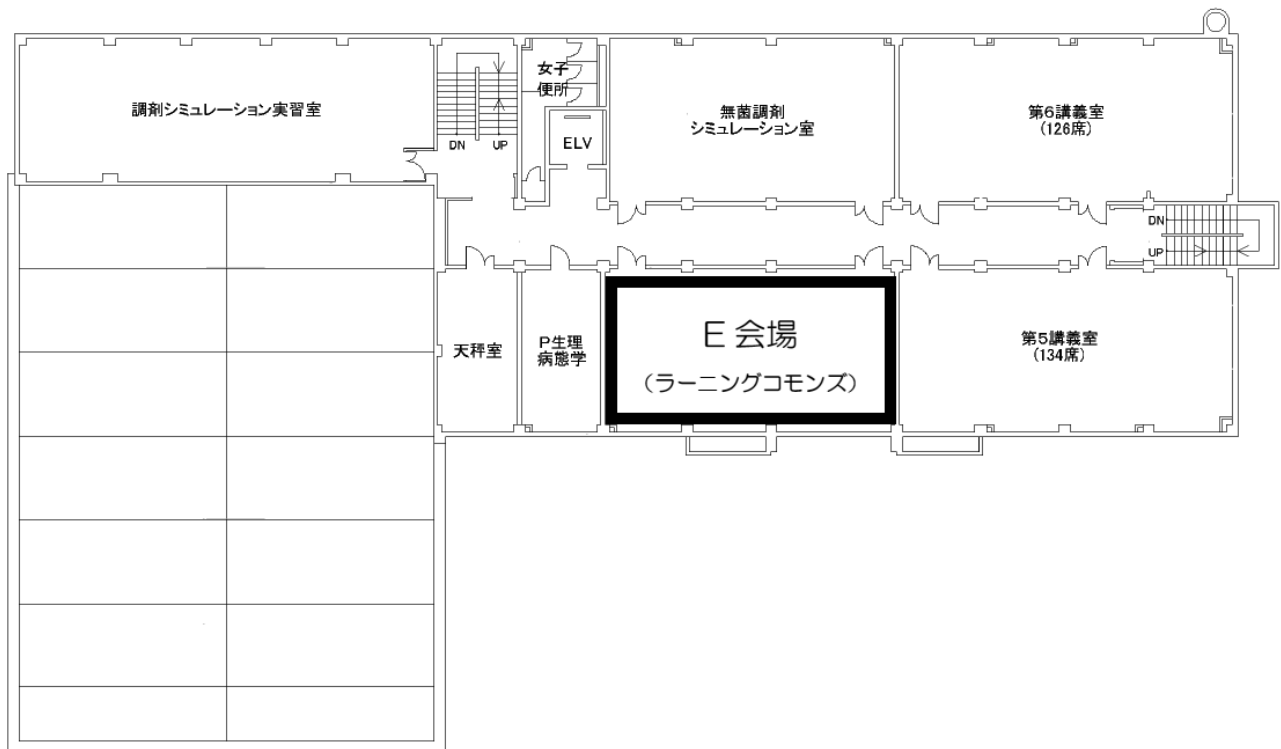 調剤シミュレーション実習室
DN
UP
女子
便所
ELV
無菌調剤
シミュレーション室
第6講義室
(126席)
DN
UP
天秤室
P生理
病態学
E 会場
(ラーニングコモンズ)
第5講義室
(134席)